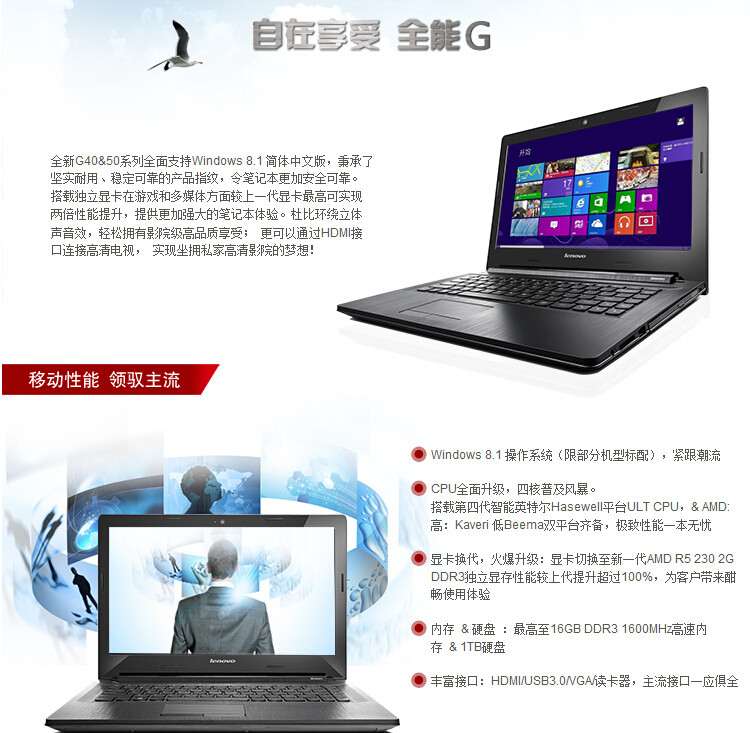 自在享受 全能G
全新G40&50系列全面支持Windows 8.1 简体中文版，秉承了
坚实耐用、稳定可靠的产品指纹，令笔记本更加安全可靠。
搭载独立显卡在游戏和多媒体方面较上一代显卡最高可实现
两倍性能提升，提供更加强大的笔记本体验。杜比环绕立体
声音效，轻松拥有影院级高品质享受； 更可以通过HDMI接
口连接高清电视， 实现坐拥私家高清影院的梦想！
开始
17
lenovo
移动性能 领驭主流
Windows 8.1 操作系统（限部分机型标配），紧跟潮流
CPU全面升级，四核普及风暴。
搭载第四代智能英特尔Hasewell平台ULT CPU，& AMD:
高：Kaveri 低Beema双平台齐备，极致性能一本无忧
显卡换代，火爆升级：显卡切换至新一代AMD R5 230 2G
DDR3独立显存性能较上代提升超过100%，为客户带来酣
畅使用体验
内存 & 硬盘 ：最高至16GB DDR3 1600MHz高速内
存 & 1TB硬盘
丰富接口：HDMI/USB3.0/VGA/读卡器，主流接口一应俱全
lenovo